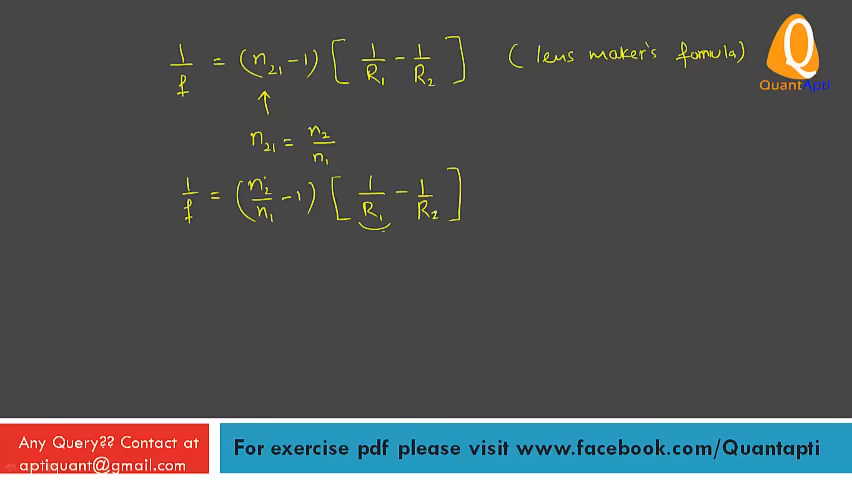 1/f = (n₂₁ - 1) [ 1/R₁ - 1/R₂ ] (lens maker's fomula)
n₂₁ = n₂/n₁
1/f = (n₂/n₁ - 1) [ 1/R₁ - 1/R₂ ]
Q
QuantApti
Any Query?? Contact at
aptiquant@gmail.com
For exercise pdf please visit www.facebook.com/Quantapti